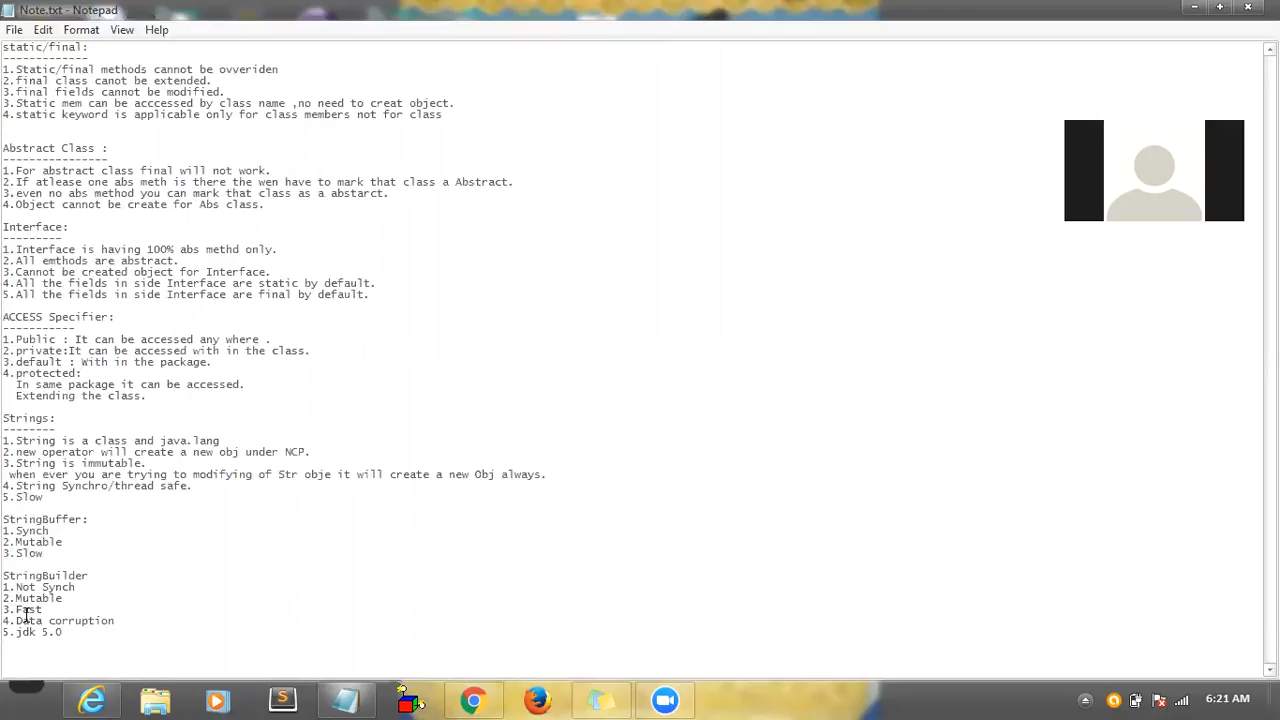 Note.txt - Notepad
File Edit Format View Help
static/final:
-------------
1.Static/final methods cannot be ovveriden
2.final class canot be extended.
3.final fields cannot be modified.
3.Static mem can be acccessed by class name ,no need to creat object.
4.static keyword is applicable only for class members not for class
Abstract Class :
----------------
1.For abstract class final will not work.
2.If atlease one abs meth is there the wen have to mark that class a Abstract.
3.even no abs method you can mark that class as a abstarct.
4.Object cannot be create for Abs class.
Interface:
---------
1.Interface is having 100% abs methd only.
2.All emthods are abstract.
3.Cannot be created object for Interface.
4.All the fields in side Interface are static by default.
5.All the fields in side Interface are final by default.
ACCESS Specifier:
-----------
1.Public : It can be accessed any where .
2.private:It can be accessed with in the class.
3.default : With in the package.
4.protected:
In same package it can be accessed.
Extending the class.
Strings:
--------
1.String is a class and java.lang
2.new operator will create a new obj under NCP.
3.String is immutable.
when ever you are trying to modifying of Str obje it will create a new Obj always.
4.String Synchro/thread safe.
5.Slow
StringBuffer:
1.Synch
2.Mutable
3.Slow
StringBuilder
1.Not Synch
2.Mutable
3.Fast
4.Data corruption
5.jdk 5.0
6:21 AM